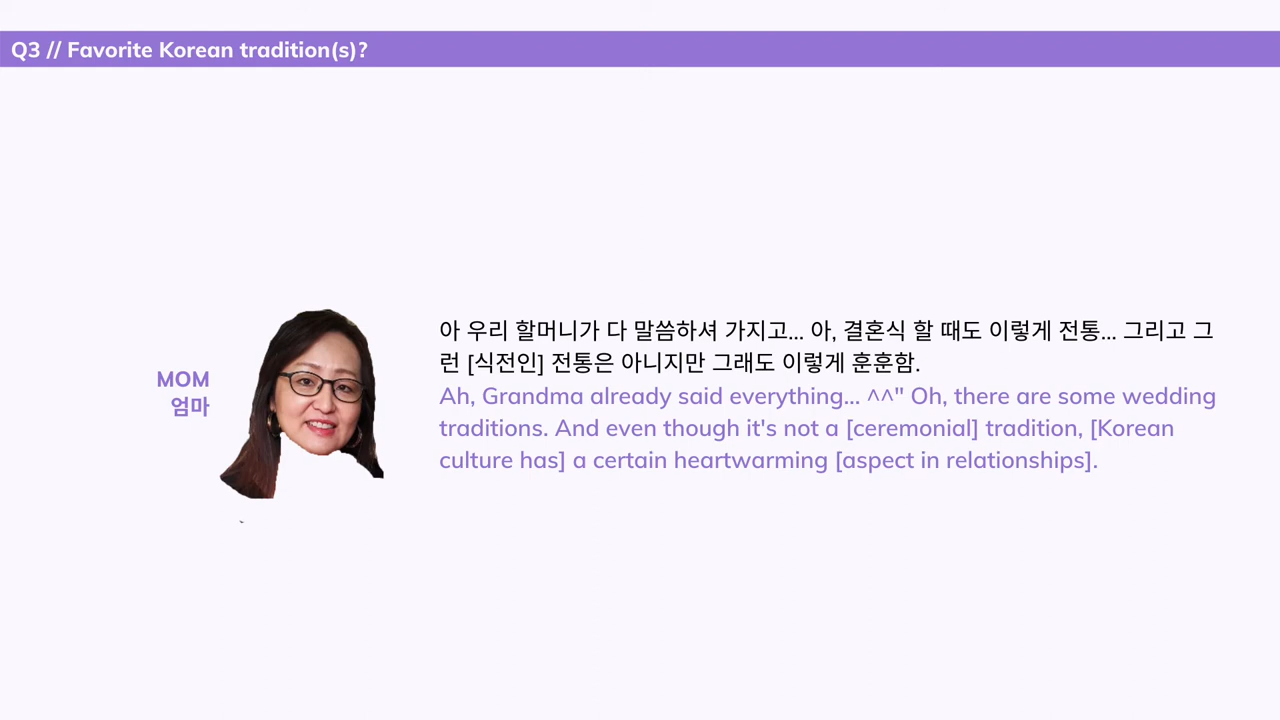 Q3 // Favorite Korean tradition(s)?
MOM
엄마
아 우리 할머니가 다 말씀하셔 가지고... 아, 결혼식 할 때도 이렇게 전통... 그리고 그
런 [식전인] 전통은 아니지만 그래도 이렇게 훈훈함.
Ah, Grandma already said everything... ^^" Oh, there are some wedding
traditions. And even though it's not a [ceremonial] tradition, [Korean
culture has] a certain heartwarming [aspect in relationships].